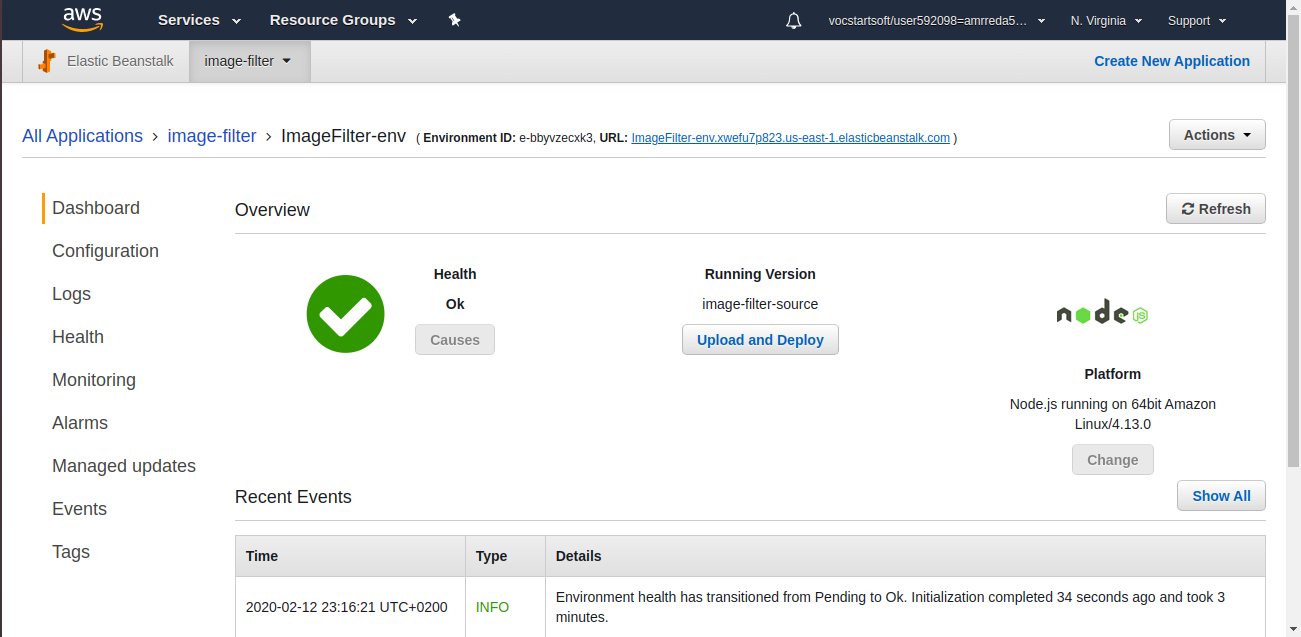 aws Services Resource Groups vocstartsoft/user592098=amrreda5… N. Virginia Support
Elastic Beanstalk image-filter Create New Application
All Applications › image-filter › ImageFilter-env ( Environment ID: e-bbyvzecxk3, URL: ImageFilter-env.xwefu7p823.us-east-1.elasticbeanstalk.com ) Actions
Dashboard
Configuration
Logs
Health
Monitoring
Alarms
Managed updates
Events
Tags
Overview Refresh
Health
Ok
Causes
Running Version
image-filter-source
Upload and Deploy
node JS
Platform
Node.js running on 64bit Amazon
Linux/4.13.0
Change
Recent Events Show All
Time Type Details
2020-02-12 23:16:21 UTC+0200 INFO Environment health has transitioned from Pending to Ok. Initialization completed 34 seconds ago and took 3
minutes.